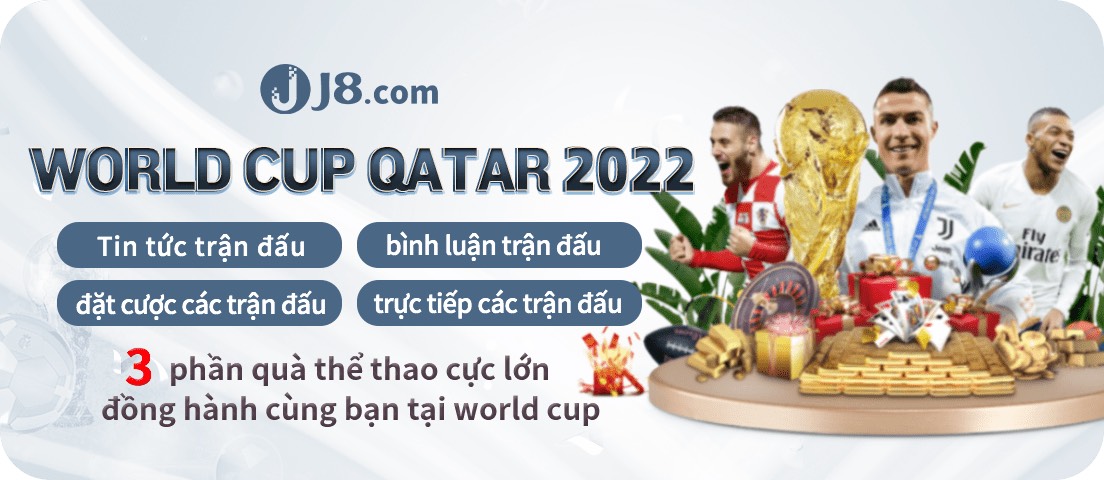 J8.com
WORLD CUP QATAR 2022
Tin tức trận đấu
bình luận trận đấu
đặt cược các trận đấu
trực tiếp các trận đấu
3 phần quà thể thao cực lớn
đồng hành cùng bạn tại world cup
Fly
Emirates